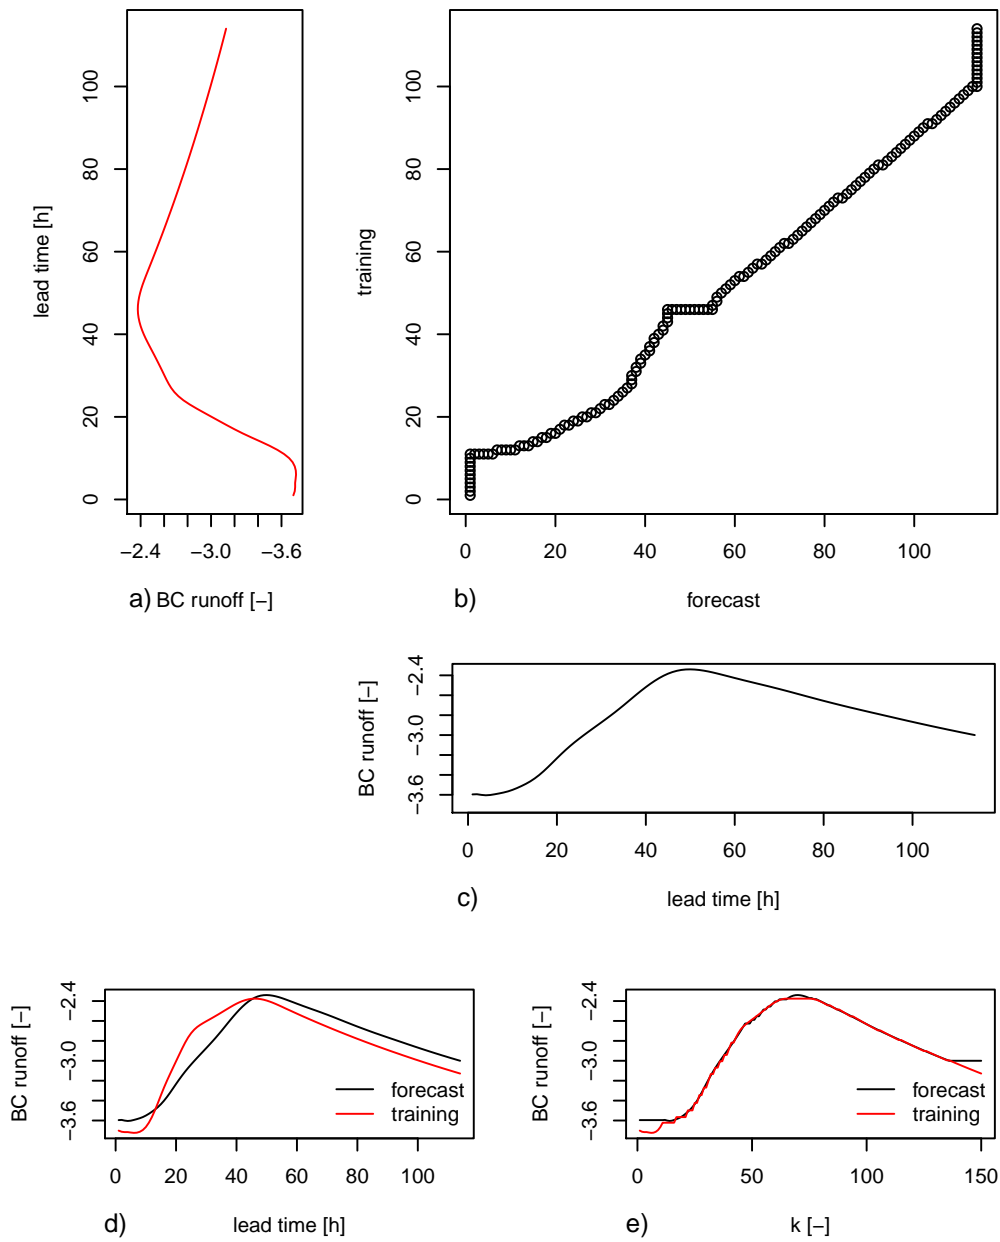 lead time [h]
0 20 40 60 80 100
−2.4 −3.0 −3.6
a) BC runoff [−]
training
0 20 40 60 80 100
0 20 40 60 80 100
b) forecast
BC runoff [−]
−3.6 −3.0 −2.4
0 20 40 60 80 100
lead time [h]
c)
BC runoff [−]
−3.6 −3.0 −2.4
forecast
training
0 20 40 60 80 100
d) lead time [h]
BC runoff [−]
−3.6 −3.0 −2.4
forecast
training
0 50 100 150
e) k [−]